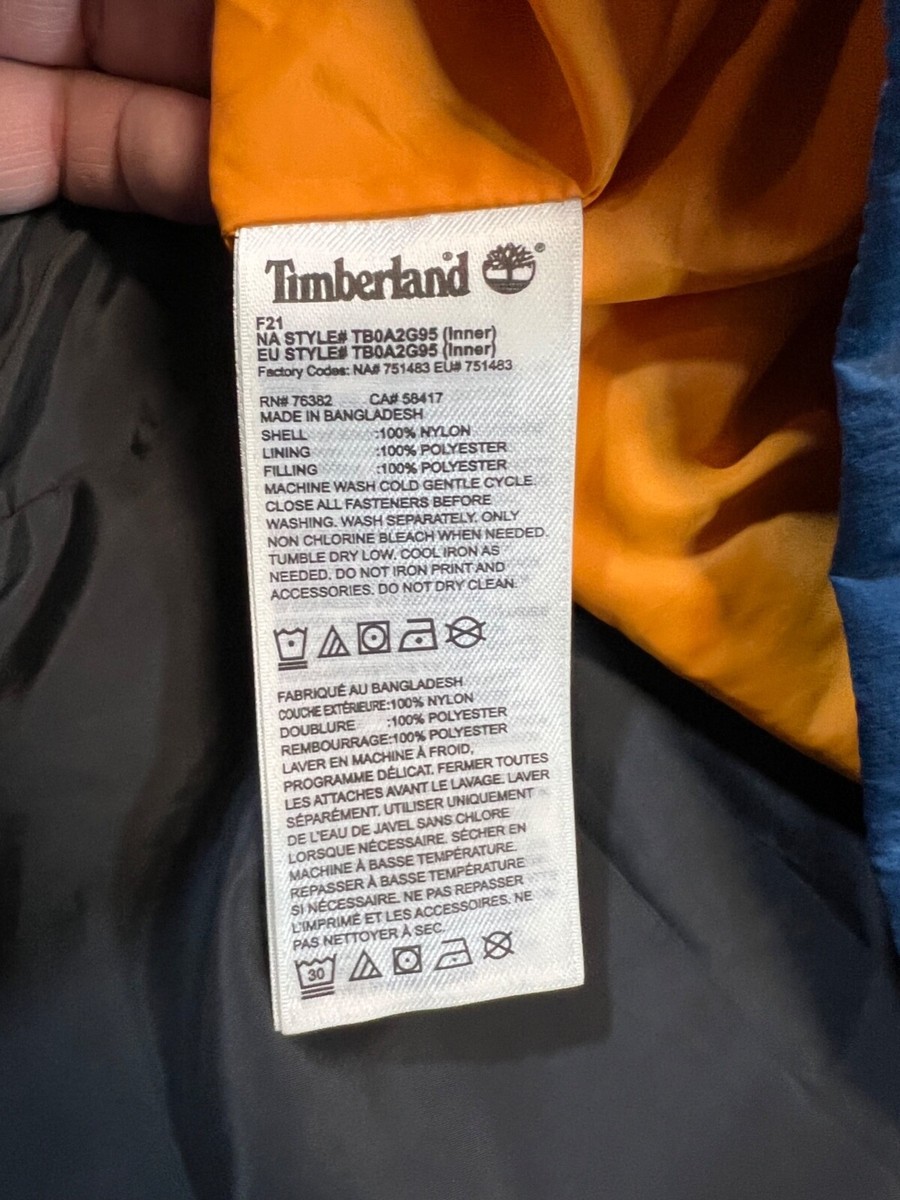 Timberland®
F21
NA STYLE# TB0A2G95 (Inner)
EU STYLE# TB0A2G95 (Inner)
Factory Codes: NA# 751483 EU# 751483
RN# 76382 CA# 58417
MADE IN BANGLADESH
SHELL :100% NYLON
LINING :100% POLYESTER
FILLING :100% POLYESTER
MACHINE WASH COLD GENTLE CYCLE.
CLOSE ALL FASTENERS BEFORE
WASHING. WASH SEPARATELY. ONLY
NON CHLORINE BLEACH WHEN NEEDED.
TUMBLE DRY LOW. COOL IRON AS
NEEDED. DO NOT IRON PRINT AND
ACCESSORIES. DO NOT DRY CLEAN.
FABRIQUÉ AU BANGLADESH
COUCHE EXTÉRIEURE:100% NYLON
DOUBLURE :100% POLYESTER
REMBOURRAGE:100% POLYESTER
LAVER EN MACHINE À FROID,
PROGRAMME DÉLICAT. FERMER TOUTES
LES ATTACHES AVANT LE LAVAGE. LAVER
SÉPARÉMENT. UTILISER UNIQUEMENT
DE L'EAU DE JAVEL SANS CHLORE
LORSQUE NÉCESSAIRE. SÉCHER EN
MACHINE À BASSE TEMPÉRATURE.
REPASSER À BASSE TEMPÉRATURE
SI NÉCESSAIRE. NE PAS REPASSER
L'IMPRIMÉ ET LES ACCESSOIRES. NE
PAS NETTOYER À SEC.
30